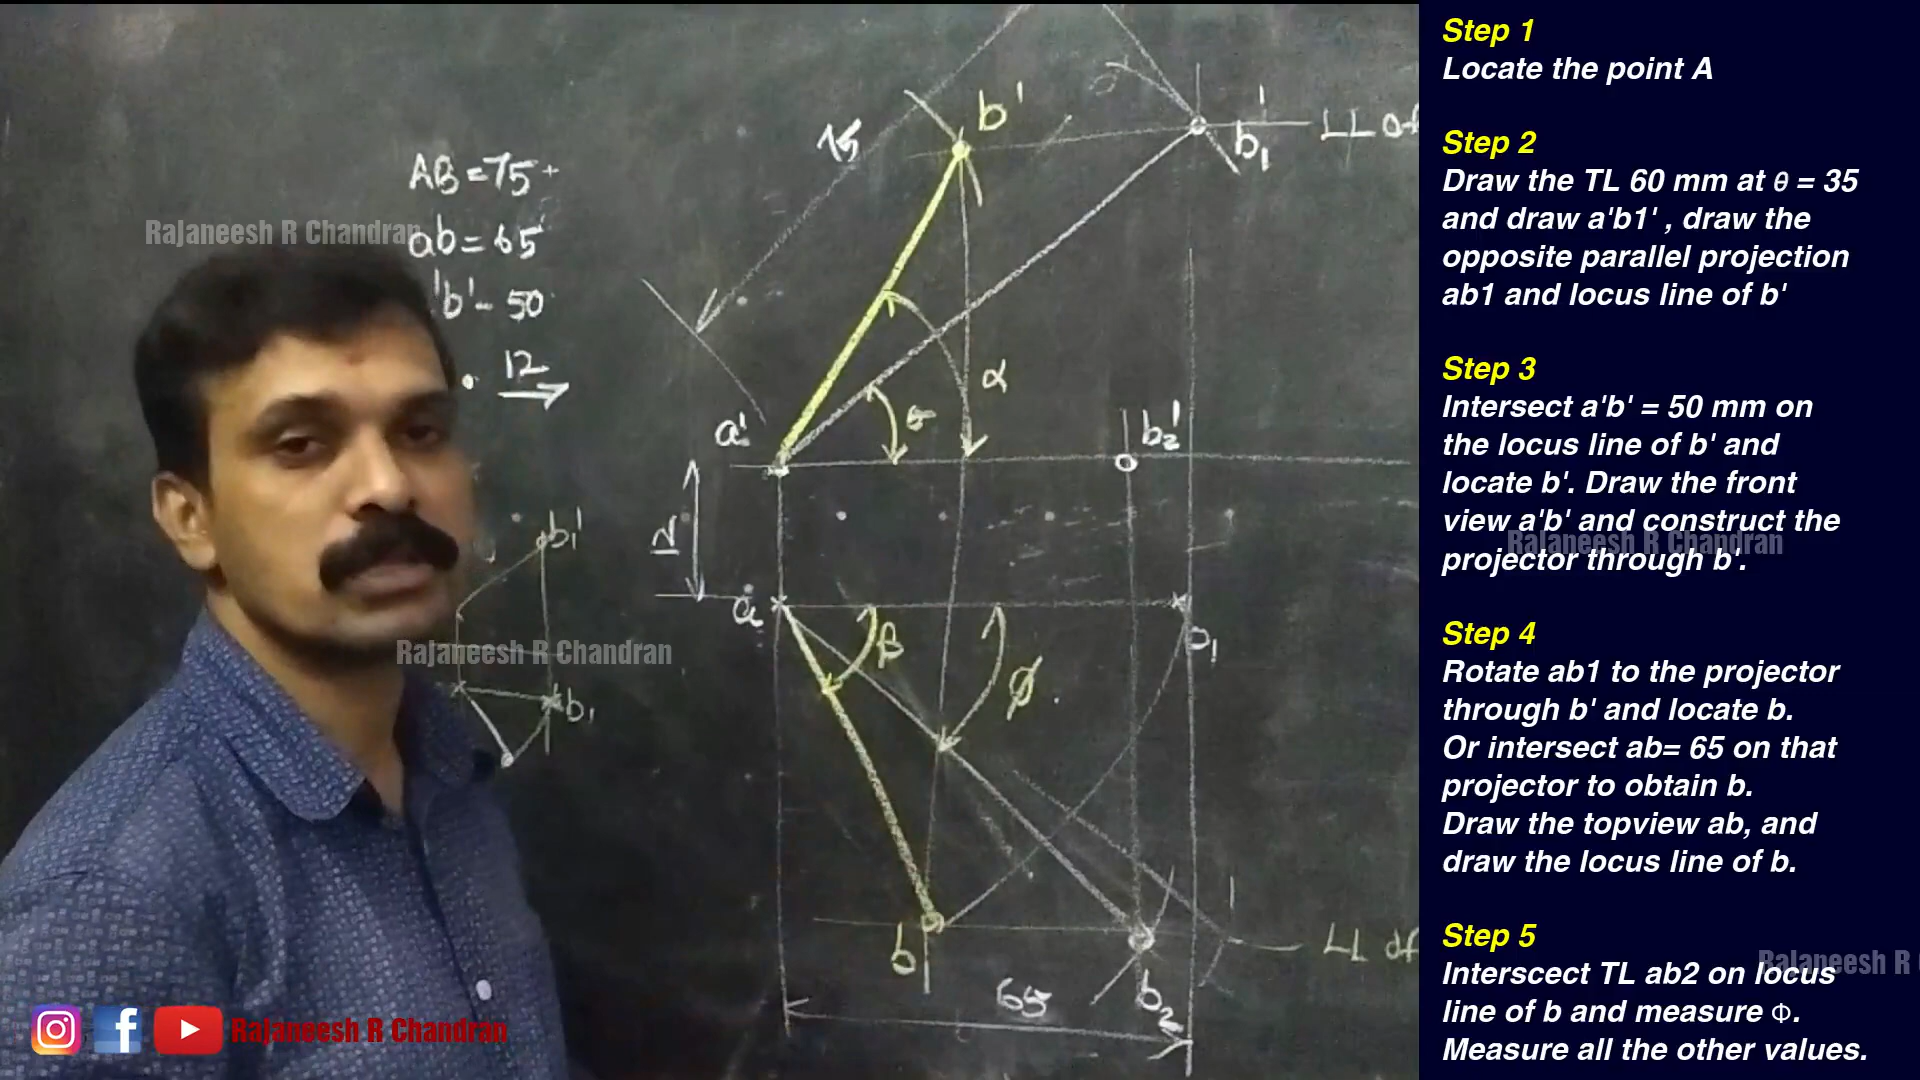 AB = 75
ab = 65
'b' - 50
12
Rajaneesh R Chandran
b'
75
b1'
LL of
α
θ
a'
b2'
b'
a
β
Ø
b1
b1
Rajaneesh R Chandran
b
LL of
65
b2
Rajaneesh R Chandran
Step 1
Locate the point A
Step 2
Draw the TL 60 mm at θ = 35
and draw a'b1' , draw the
opposite parallel projection
ab1 and locus line of b'
Step 3
Intersect a'b' = 50 mm on
the locus line of b' and
locate b'. Draw the front
view a'b' and construct the
Rajaneesh R Chandran
projector through b'.
Step 4
Rotate ab1 to the projector
through b' and locate b.
Or intersect ab= 65 on that
projector to obtain b.
Draw the topview ab, and
draw the locus line of b.
Step 5
Rajaneesh R
Interscect TL ab2 on locus
line of b and measure Φ.
Measure all the other values.